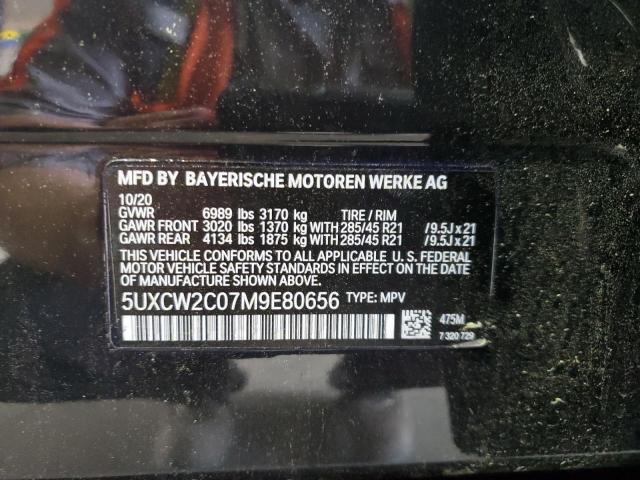 MFD BY BAYERISCHE MOTOREN WERKE AG
10/20
GVWR 6989 lbs 3170 kg TIRE / RIM
GAWR FRONT 3020 lbs 1370 kg WITH 285/45 R21 /9.5J x 21
GAWR REAR 4134 lbs 1875 kg WITH 285/45 R21 /9.5J x 21
THIS VEHICLE CONFORMS TO ALL APPLICABLE U. S. FEDERAL
MOTOR VEHICLE SAFETY STANDARDS IN EFFECT ON THE DATE
OF MANUFACTURE SHOWN ABOVE.
5UXCW2C07M9E80656 TYPE: MPV
475M
7 320 729